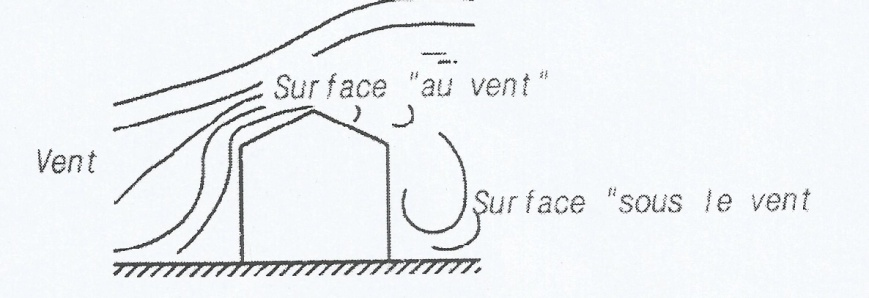 Surface "au vent"
Vent
Surface "sous le vent